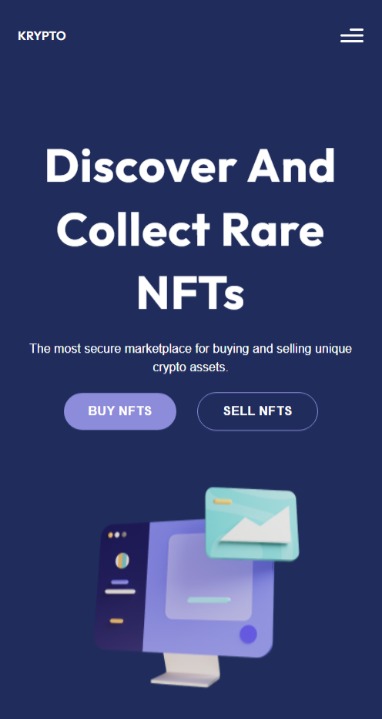 KRYPTO
Discover And
Collect Rare
NFTs
The most secure marketplace for buying and selling unique
crypto assets.
BUY NFTS
SELL NFTS